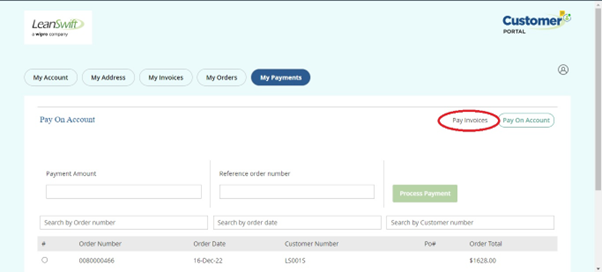 LeanSwift
a wipro company
Customer
PORTAL
My Account
My Address
My Invoices
My Orders
My Payments
Pay On Account
Pay Invoices
Pay On Account
Payment Amount
Reference order number
Process Payment
Search by Order number
Search by order date
Search by Customer number
# Order Number Order Date Customer Number Po# Order Total
0080000466 16-Dec-22 LS001S $1628.00